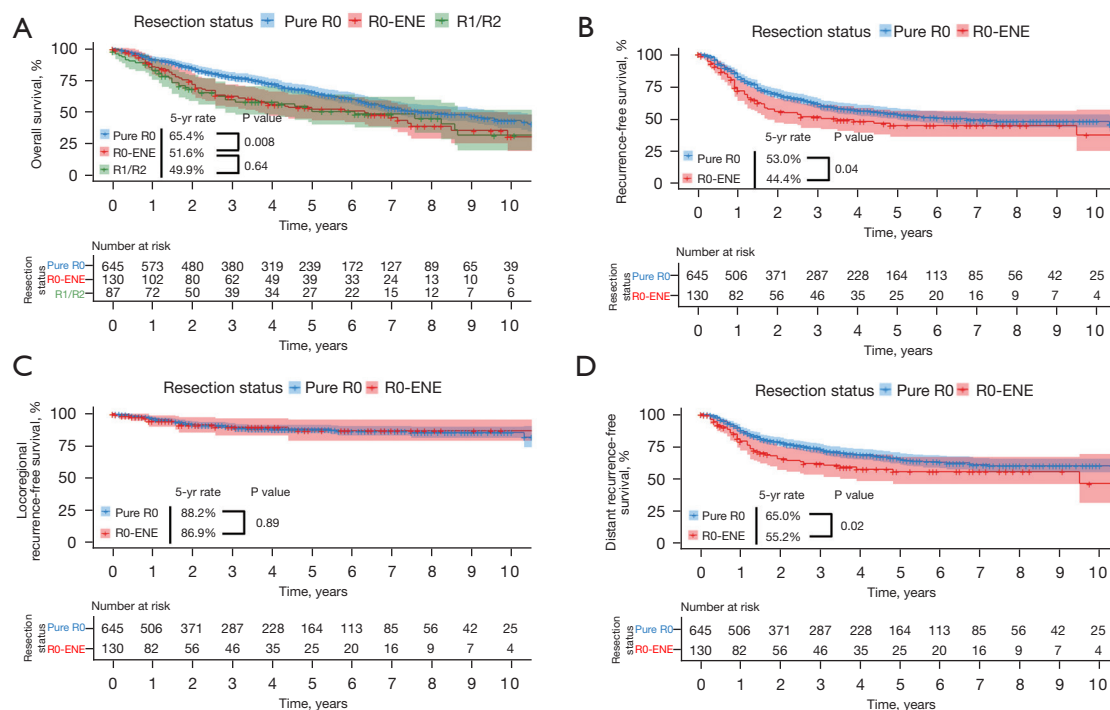 A
Resection status Pure R0 R0-ENE R1/R2
Overall survival, %
100
75
50
25
0
5-yr rate P value
Pure R0 65.4%
0.008
R0-ENE 51.6%
0.64
R1/R2 49.9%
0 1 2 3 4 5 6 7 8 9 10
Time, years
Number at risk
Resection status
Pure R0 645 573 480 380 319 239 172 127 89 65 39
R0-ENE 130 102 80 62 49 39 33 24 13 10 5
R1/R2 87 72 50 39 34 27 22 15 12 7 6
0 1 2 3 4 5 6 7 8 9 10
Time, years
B
Resection status Pure R0 R0-ENE
Recurrence-free survival, %
100
75
50
25
0
5-yr rate P value
Pure R0 53.0%
0.04
R0-ENE 44.4%
0 1 2 3 4 5 6 7 8 9 10
Time, years
Number at risk
Resection status
Pure R0 645 506 371 287 228 164 113 85 56 42 25
R0-ENE 130 82 56 46 35 25 20 16 9 7 4
0 1 2 3 4 5 6 7 8 9 10
Time, years
C
Resection status Pure R0 R0-ENE
Locoregional
recurrence-free survival, %
100
75
50
25
0
5-yr rate P value
Pure R0 88.2%
0.89
R0-ENE 86.9%
0 1 2 3 4 5 6 7 8 9 10
Time, years
Number at risk
Resection status
Pure R0 645 506 371 287 228 164 113 85 56 42 25
R0-ENE 130 82 56 46 35 25 20 16 9 7 4
0 1 2 3 4 5 6 7 8 9 10
Time, years
D
Resection status Pure R0 R0-ENE
Distant recurrence-free
survival, %
100
75
50
25
0
5-yr rate P value
Pure R0 65.0%
0.02
R0-ENE 55.2%
0 1 2 3 4 5 6 7 8 9 10
Time, years
Number at risk
Resection status
Pure R0 645 506 371 287 228 164 113 85 56 42 25
R0-ENE 130 82 56 46 35 25 20 16 9 7 4
0 1 2 3 4 5 6 7 8 9 10
Time, years